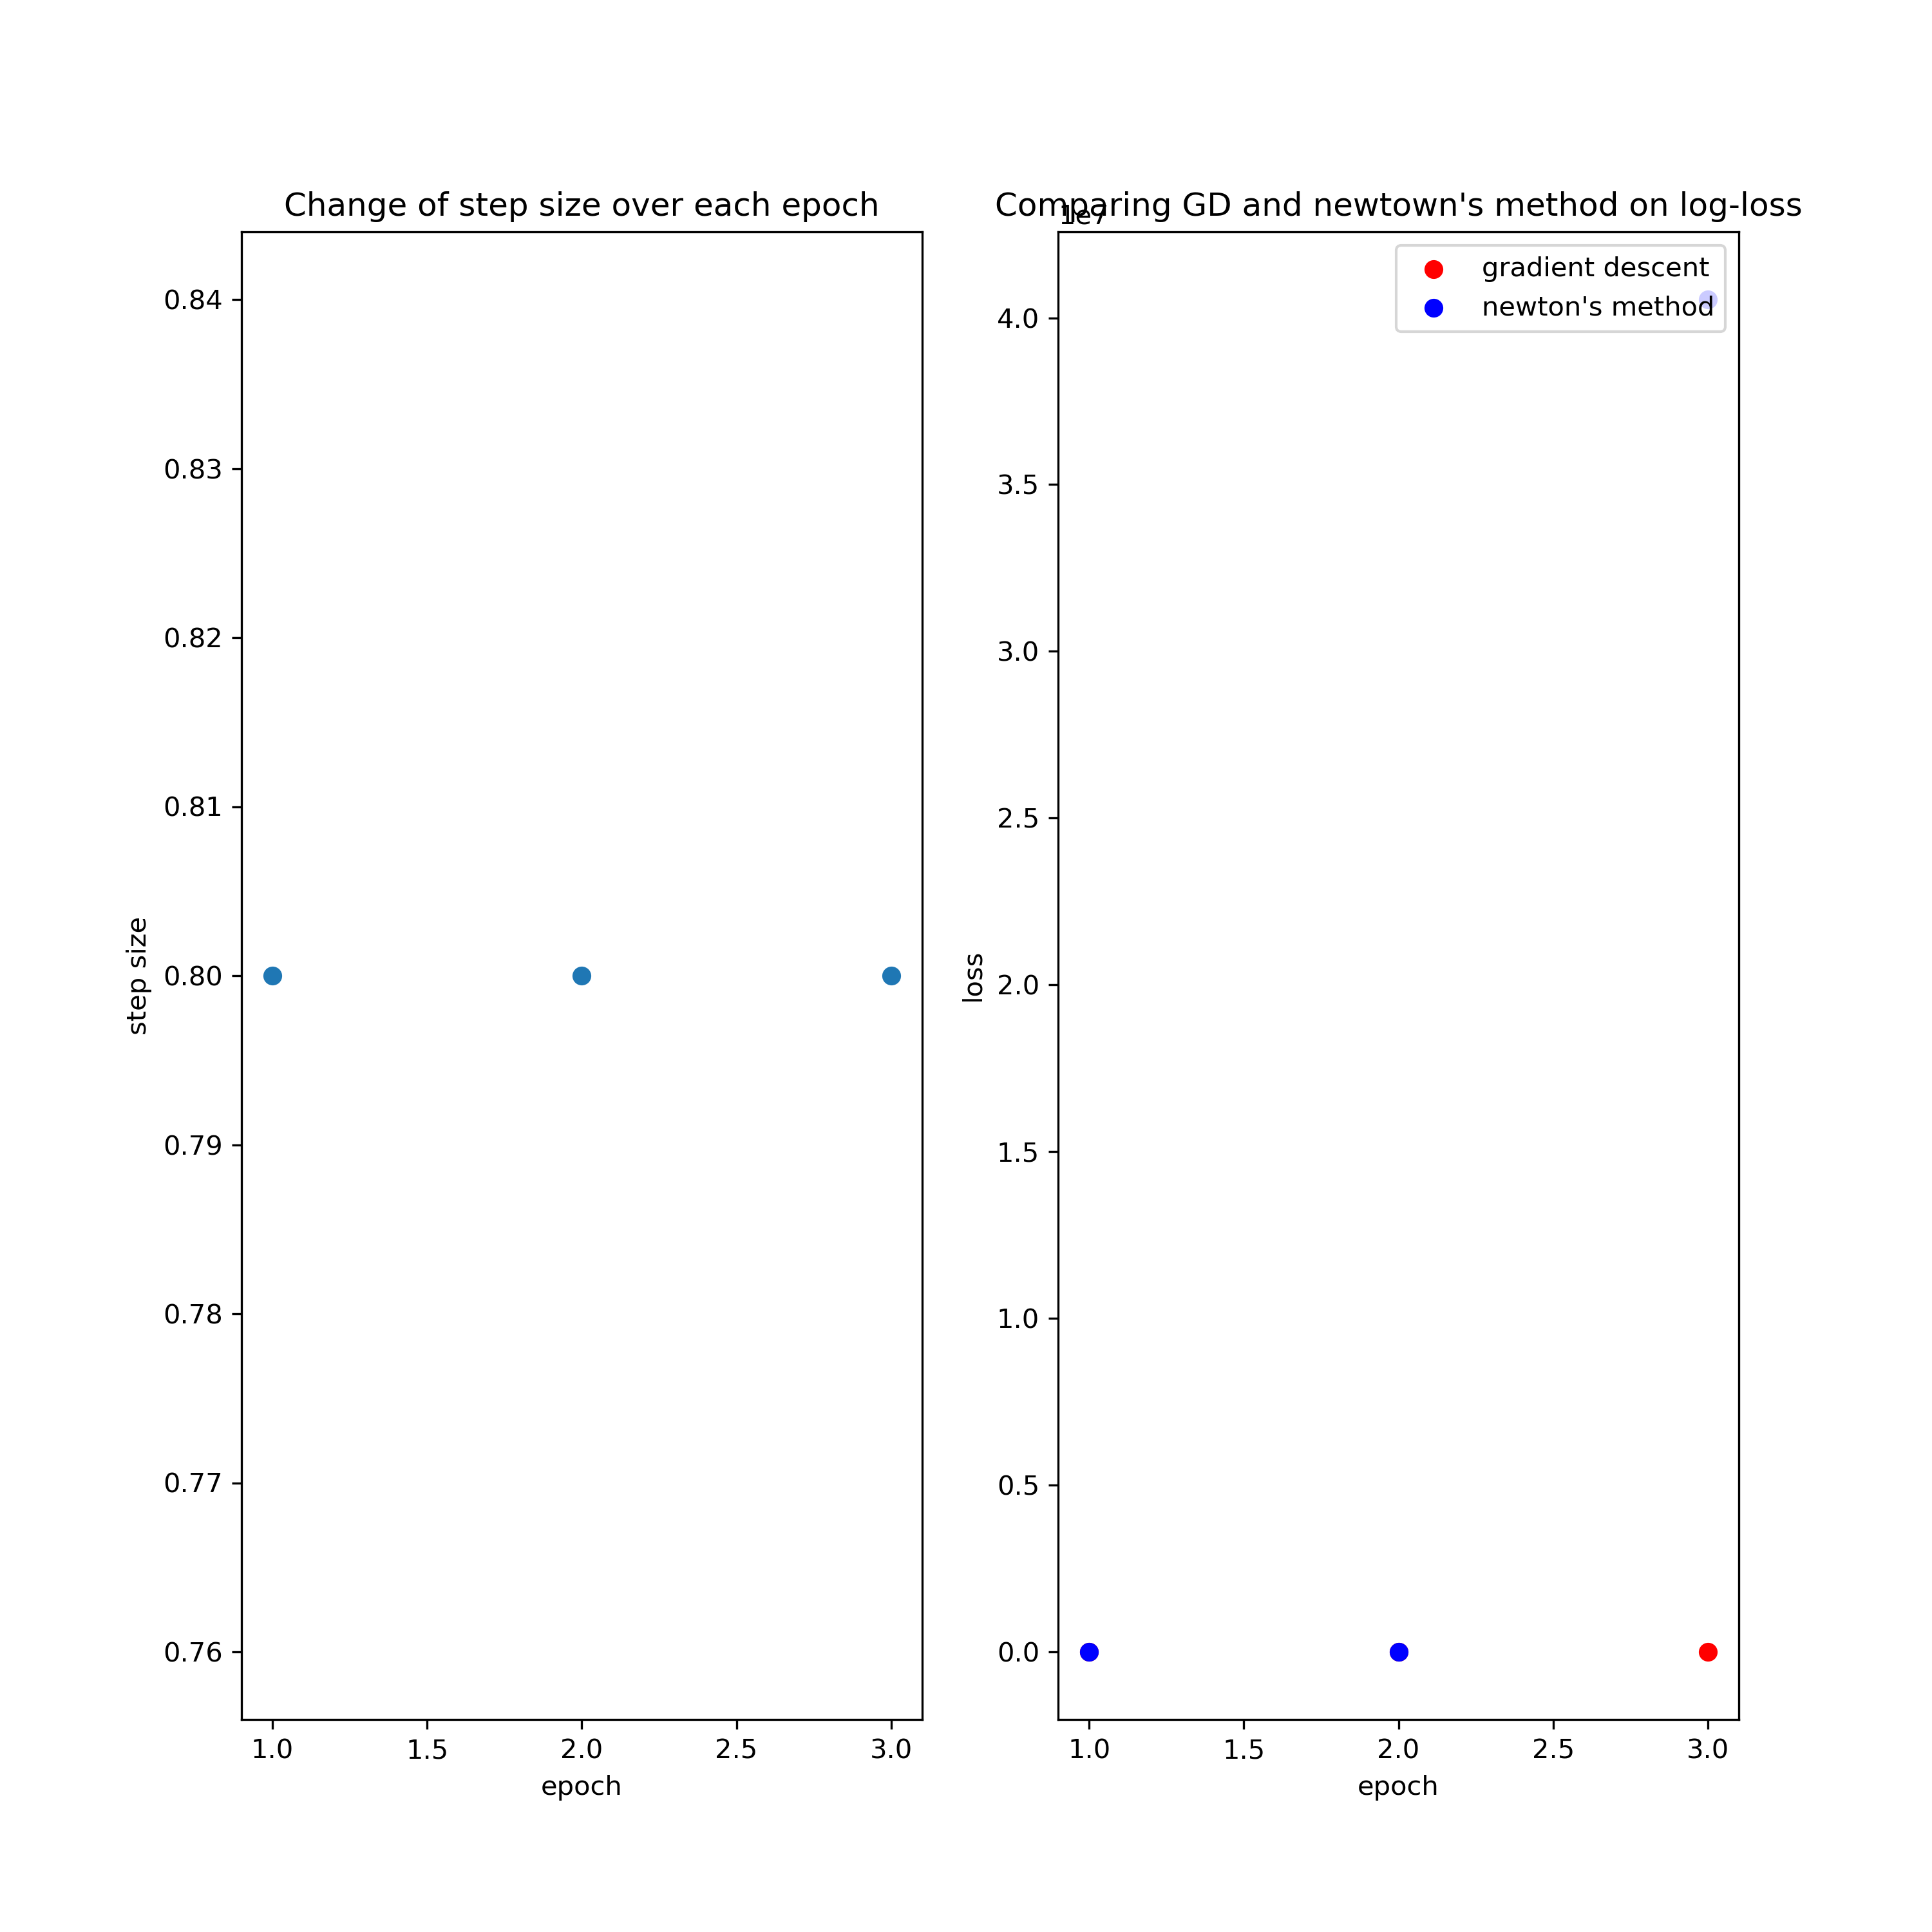 Change of step size over each epoch
0.84
0.83
0.82
0.81
0.80
0.79
0.78
0.77
0.76
step size
1.0 1.5 2.0 2.5 3.0
epoch
Comparing GD and newtown's method on log-loss
1e7
gradient descent
newton's method
4.0
3.5
3.0
2.5
2.0
1.5
1.0
0.5
0.0
loss
1.0 1.5 2.0 2.5 3.0
epoch